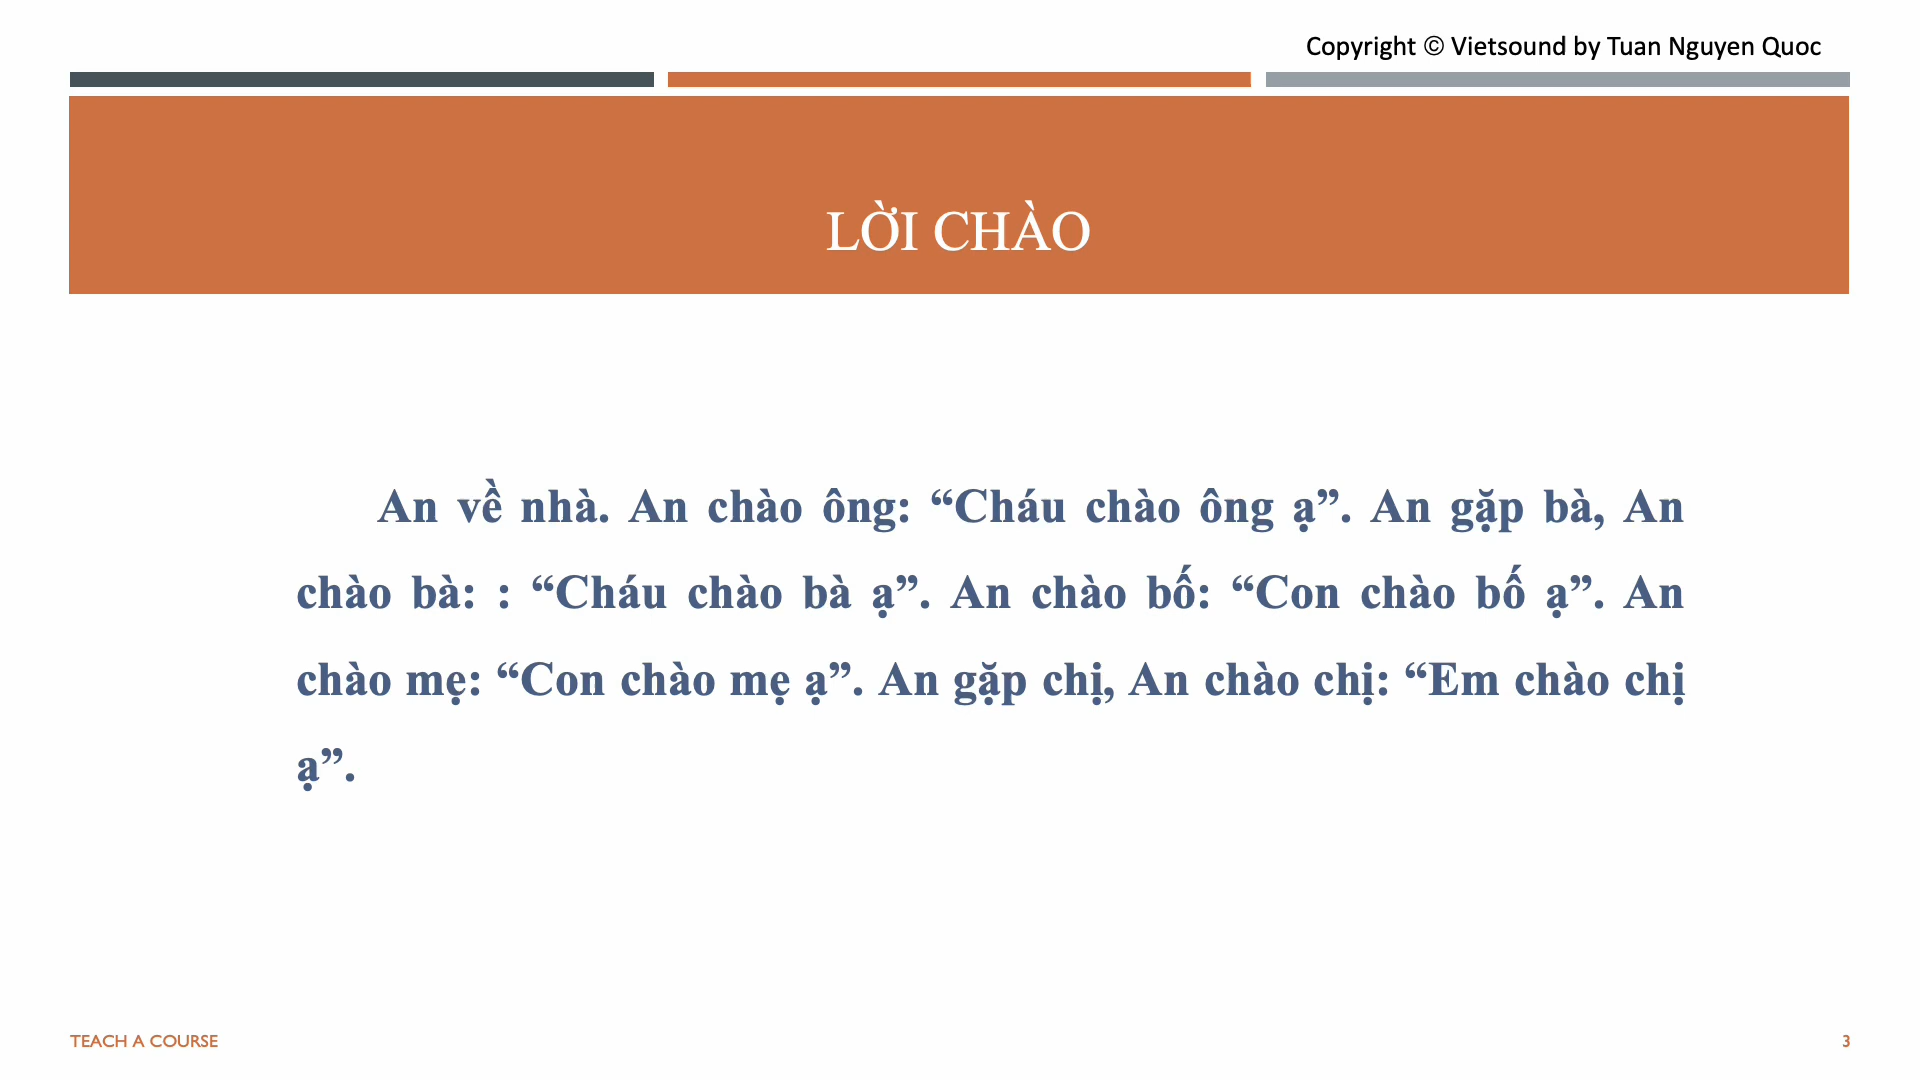 Copyright © Vietsound by Tuan Nguyen Quoc
LỜI CHÀO
An về nhà. An chào ông: “Cháu chào ông ạ”. An gặp bà, An
chào bà: : “Cháu chào bà ạ”. An chào bố: “Con chào bố ạ”. An
chào mẹ: “Con chào mẹ ạ”. An gặp chị, An chào chị: “Em chào chị
ạ”.
TEACH A COURSE
3